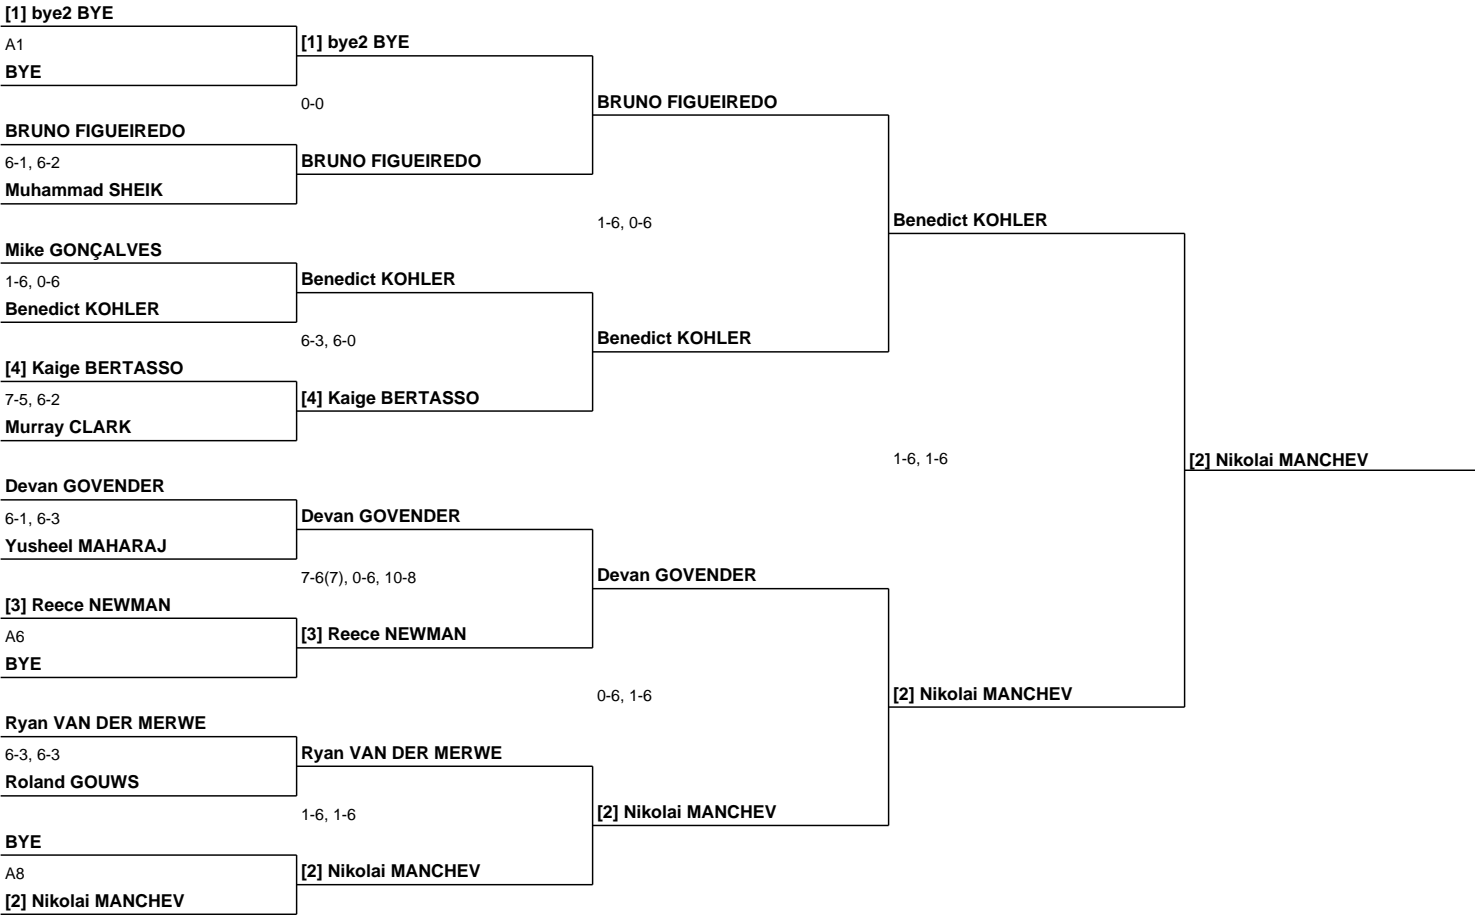 [1] bye2 BYE
A1
BYE
BRUNO FIGUEIREDO
6-1, 6-2
Muhammad SHEIK
Mike GONÇALVES
1-6, 0-6
Benedict KOHLER
[4] Kaige BERTASSO
7-5, 6-2
Murray CLARK
Devan GOVENDER
6-1, 6-3
Yusheel MAHARAJ
[3] Reece NEWMAN
A6
BYE
Ryan VAN DER MERWE
6-3, 6-3
Roland GOUWS
BYE
A8
[2] Nikolai MANCHEV
[1] bye2 BYE
0-0
BRUNO FIGUEIREDO
Benedict KOHLER
6-3, 6-0
[4] Kaige BERTASSO
Devan GOVENDER
7-6(7), 0-6, 10-8
[3] Reece NEWMAN
Ryan VAN DER MERWE
1-6, 1-6
[2] Nikolai MANCHEV
BRUNO FIGUEIREDO
1-6, 0-6
Benedict KOHLER
Devan GOVENDER
0-6, 1-6
[2] Nikolai MANCHEV
Benedict KOHLER
1-6, 1-6
[2] Nikolai MANCHEV
[2] Nikolai MANCHEV